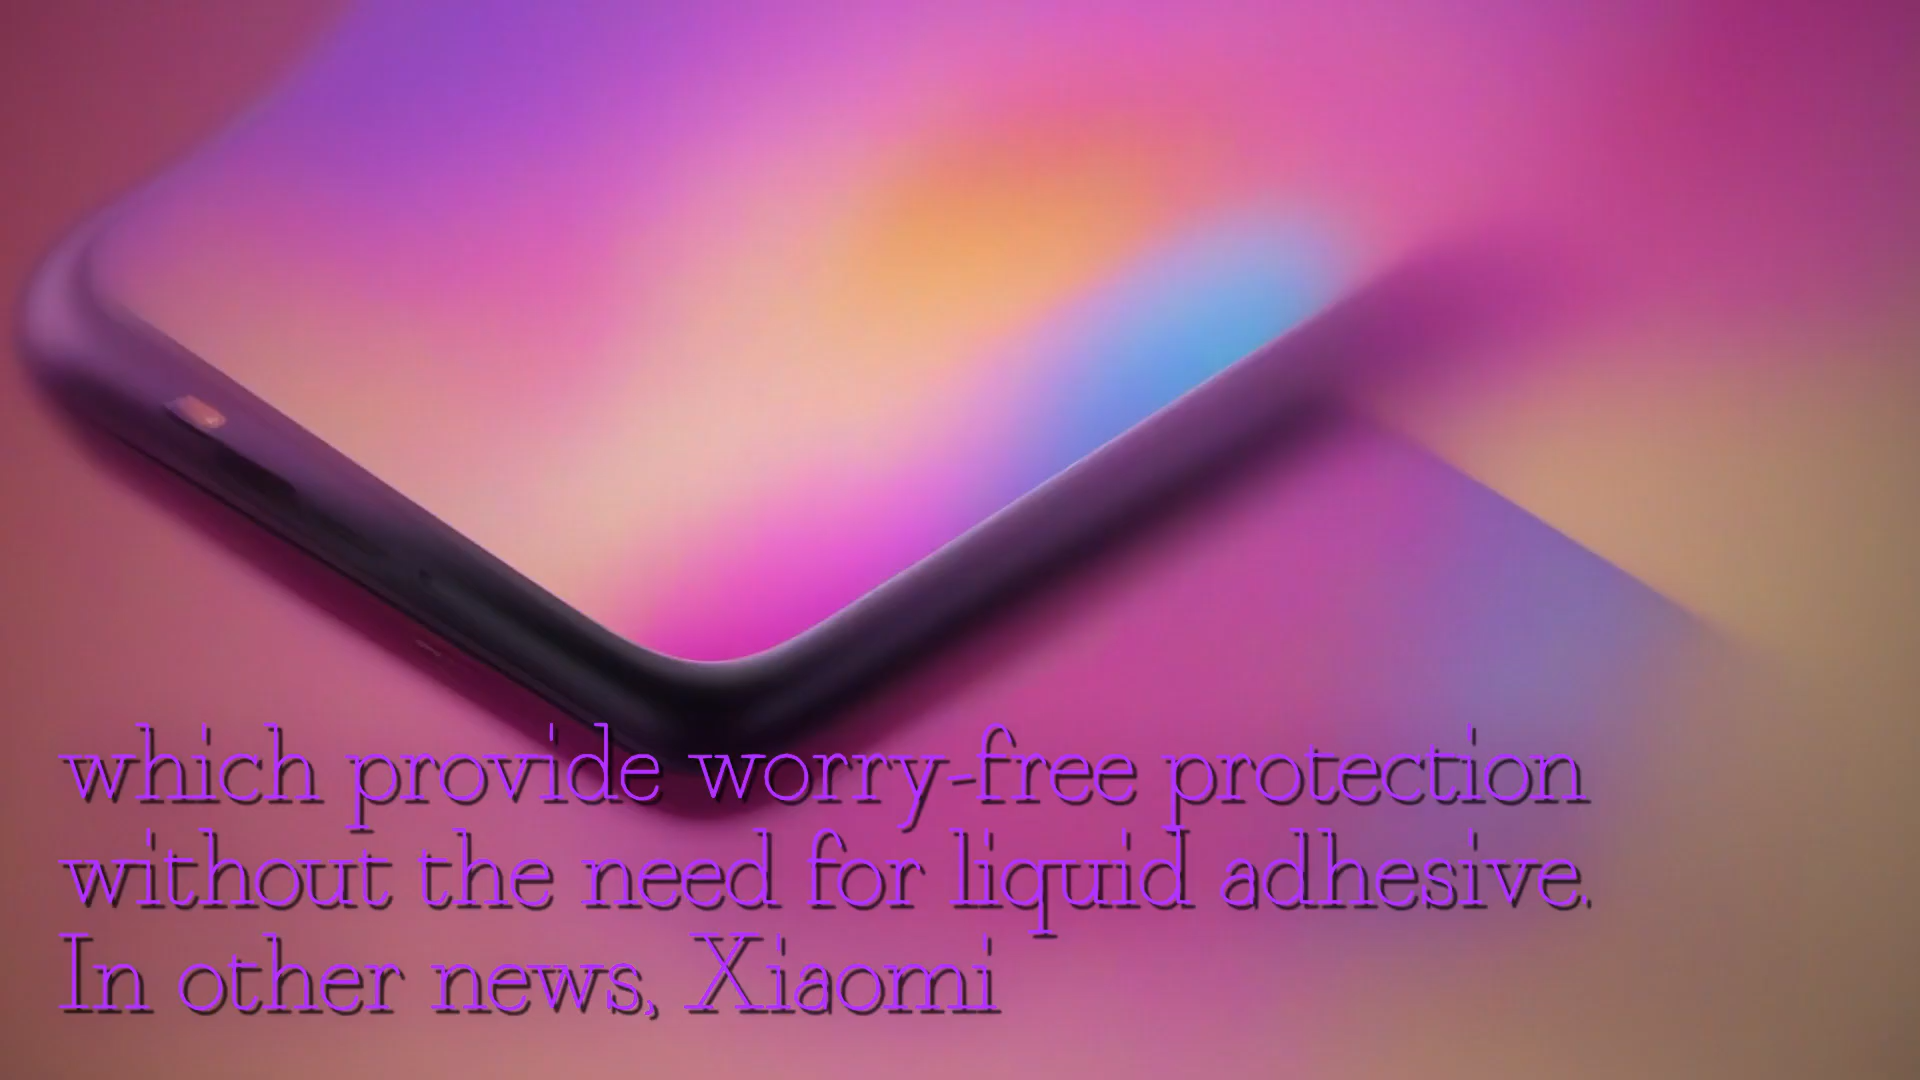 which provide worry-free protection
without the need for liquid adhesive.
In other news, Xiaomi